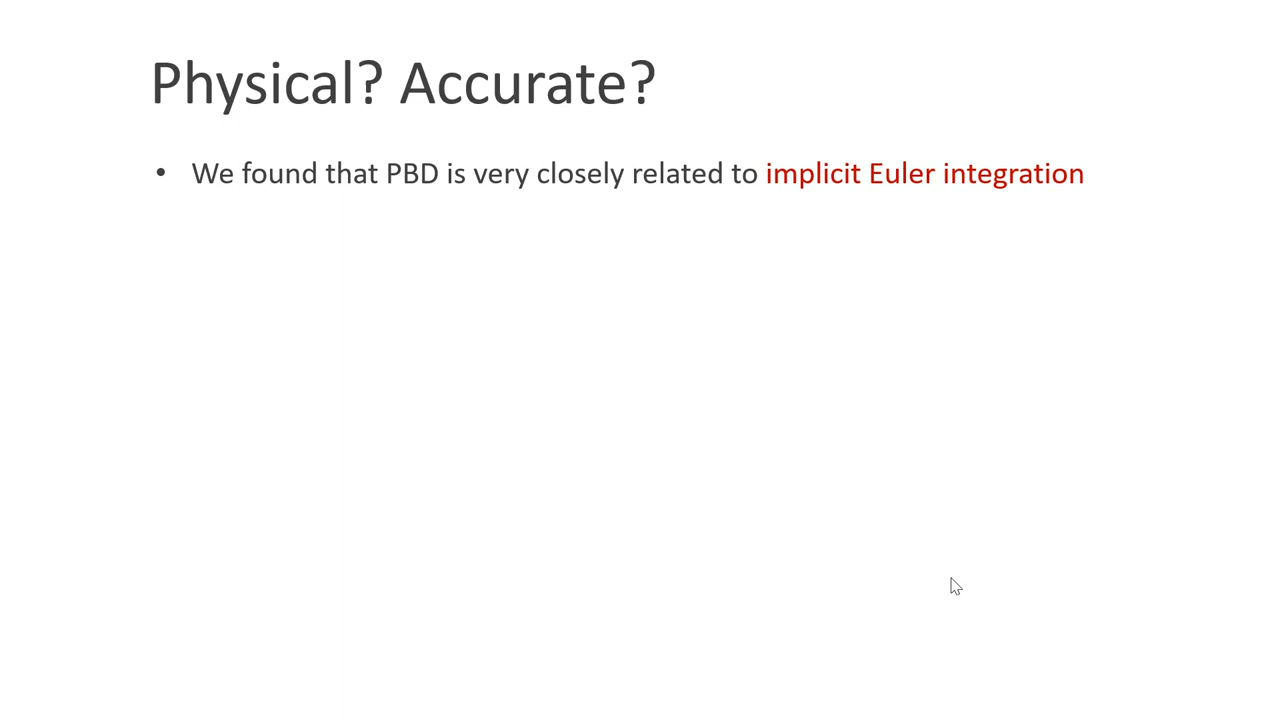 Physical? Accurate?
• We found that PBD is very closely related to implicit Euler integration